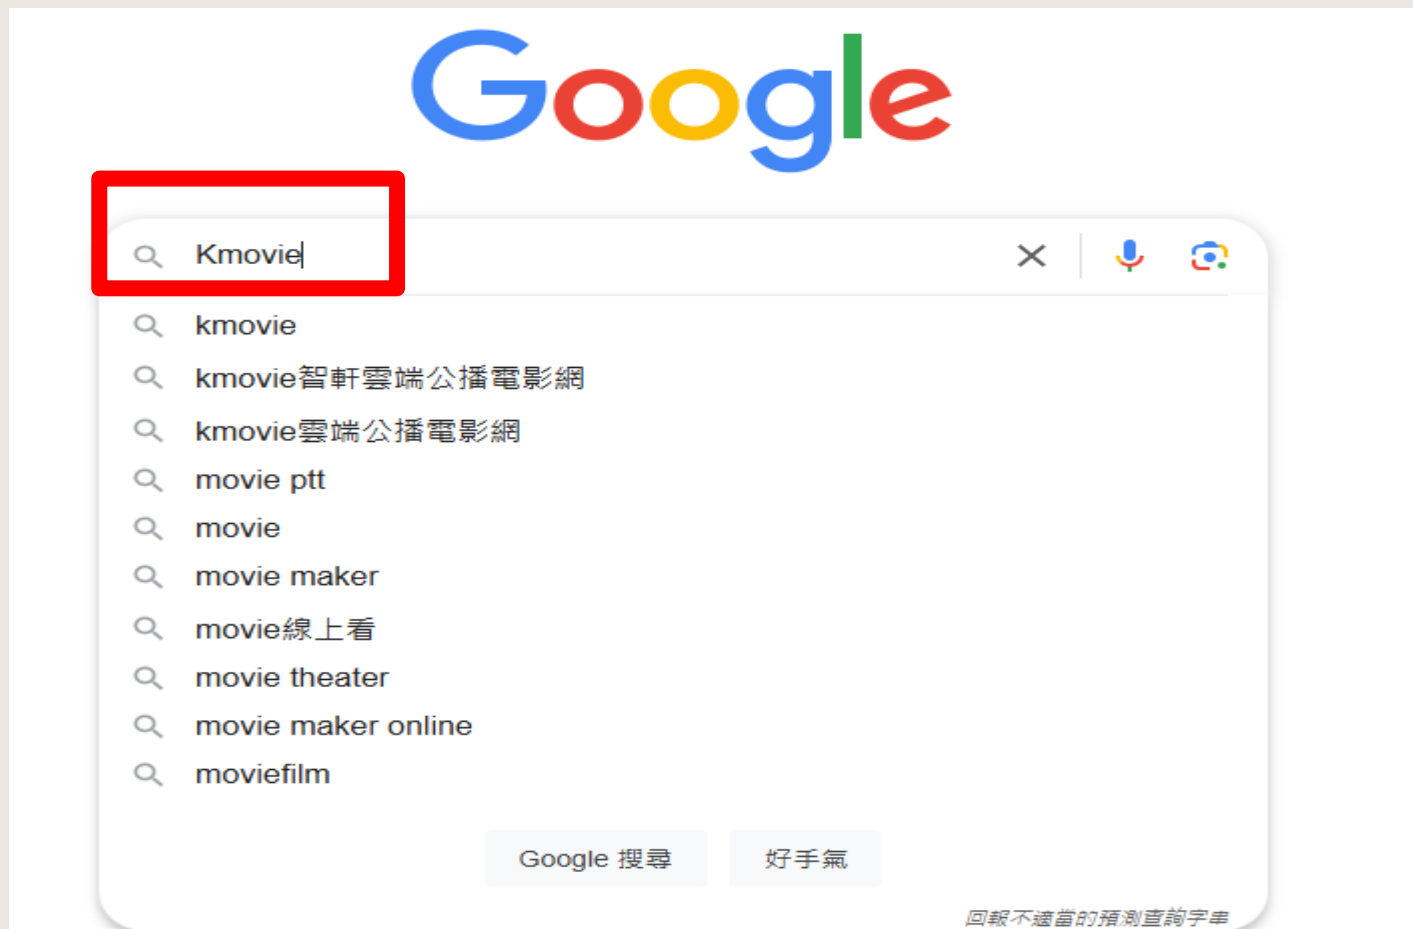 Google
Kmovie
kmovie
kmovie智軒雲端公播電影網
kmovie雲端公播電影網
movie ptt
movie
movie maker
movie線上看
movie theater
movie maker online
moviefilm
Google 搜尋
好手氣
回報不適當的預測查詢字串